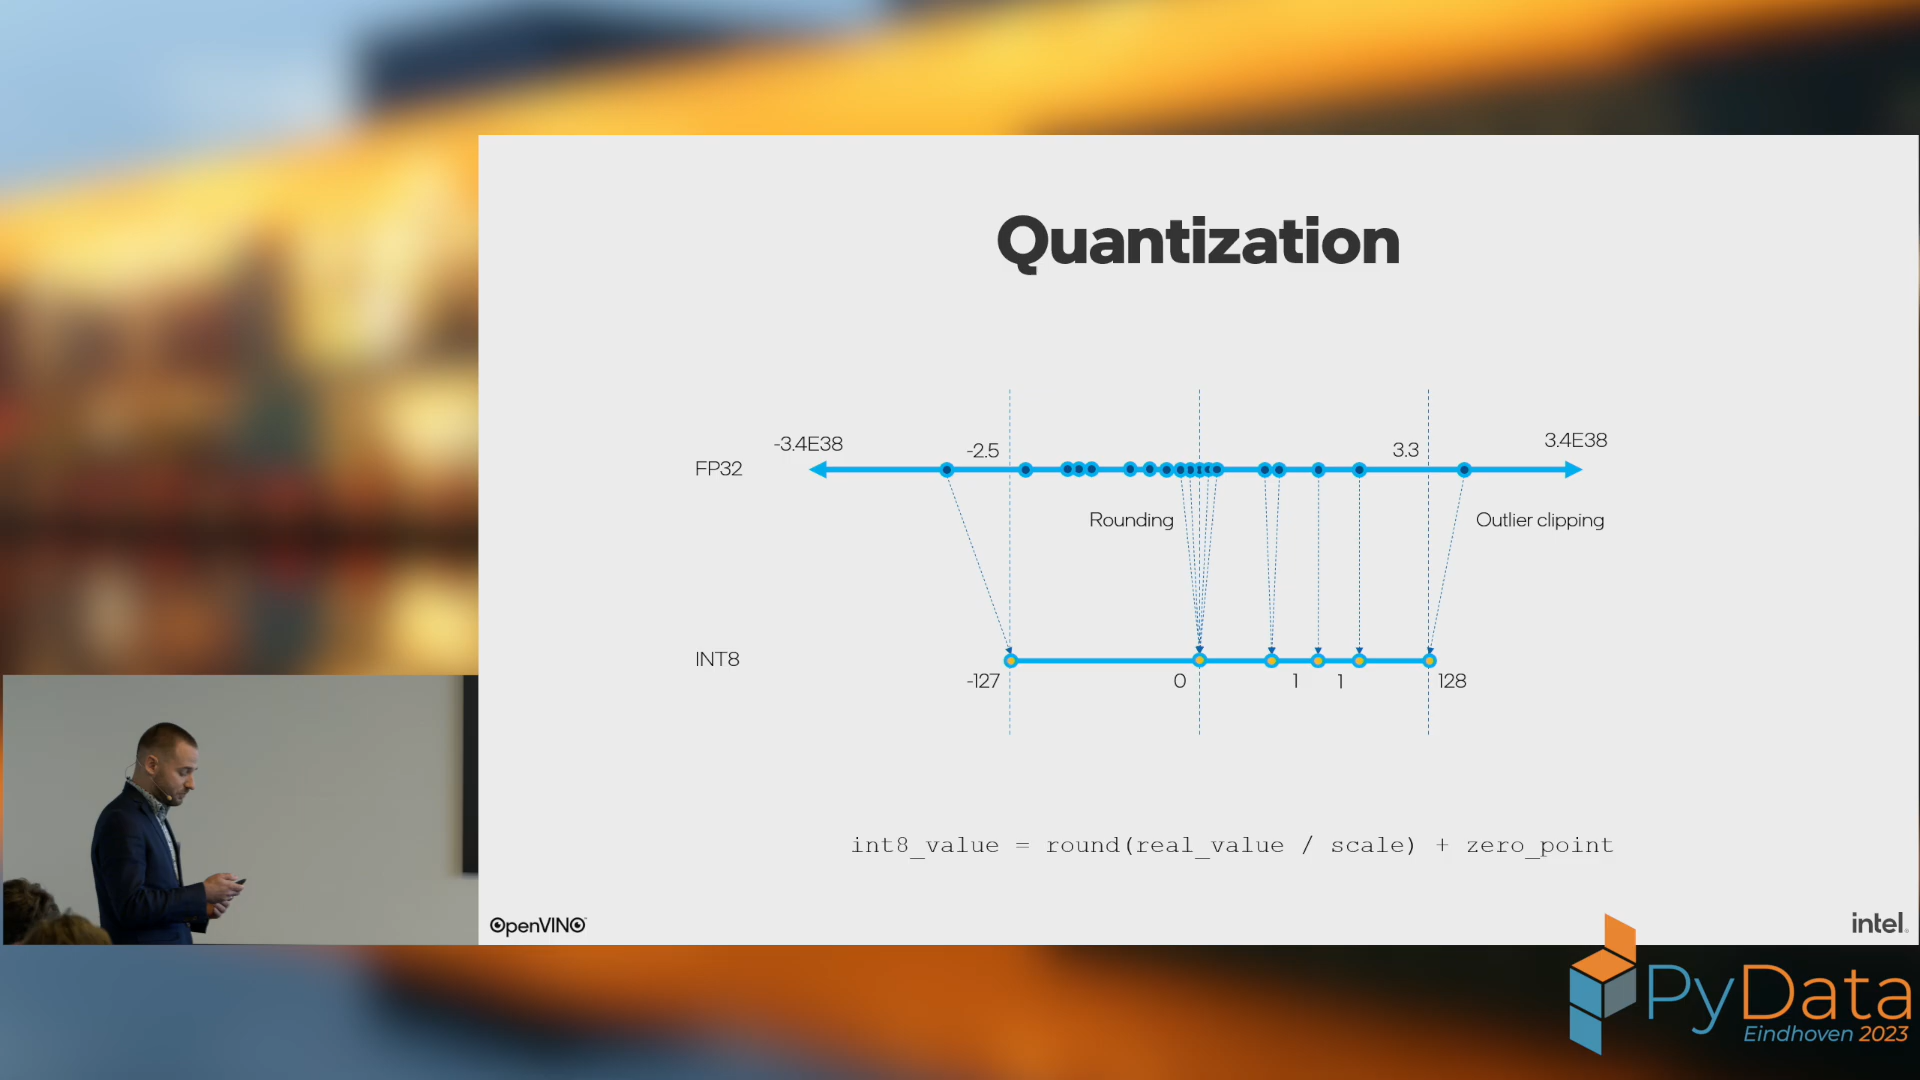 Quantization
-3.4E38
-2.5
3.3
3.4E38
FP32
Rounding
Outlier clipping
INT8
-127
0
1
1
128
int8_value = round(real_value / scale) + zero_point
OpenVINO
intel.
PyData
Eindhoven 2023